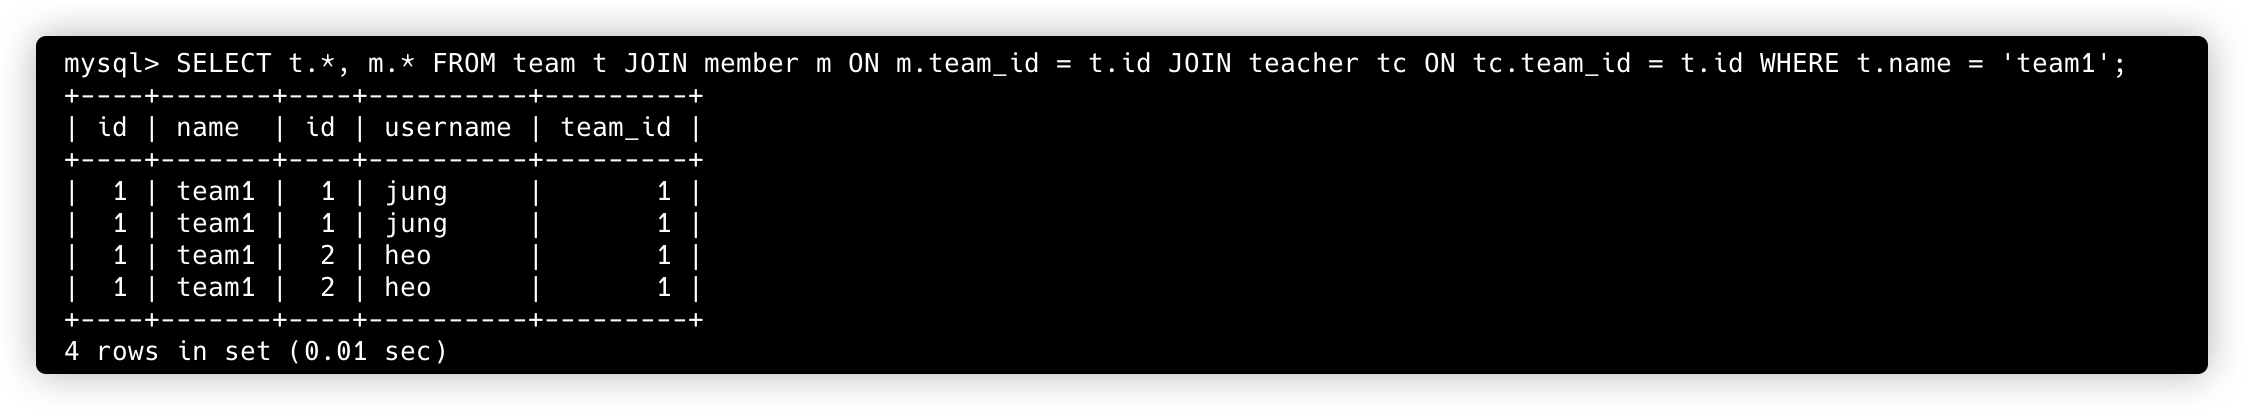 mysql> SELECT t.*, m.* FROM team t JOIN member m ON m.team_id = t.id JOIN teacher tc ON tc.team_id = t.id WHERE t.name = 'team1';
+----+-------+----+----------+---------+
| id | name  | id | username | team_id |
+----+-------+----+----------+---------+
|  1 | team1 |  1 | jung     |       1 |
|  1 | team1 |  1 | jung     |       1 |
|  1 | team1 |  2 | heo      |       1 |
|  1 | team1 |  2 | heo      |       1 |
+----+-------+----+----------+---------+
4 rows in set (0.01 sec)